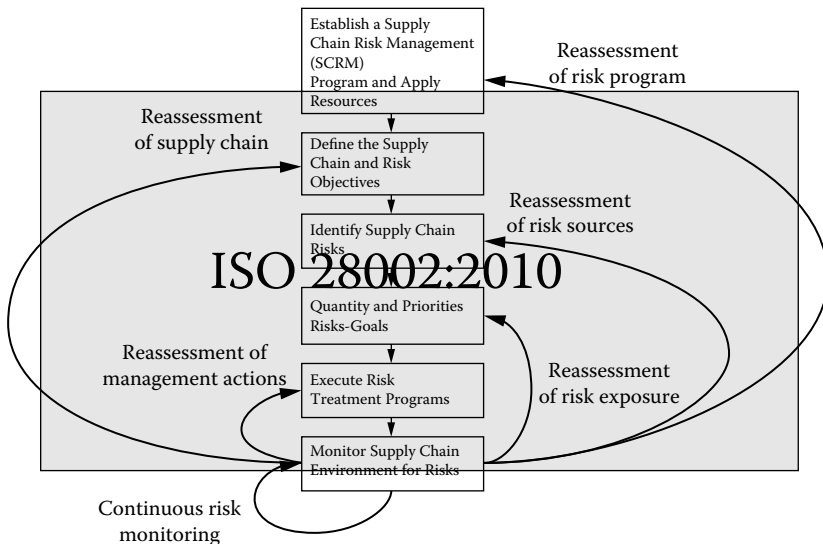 Establish a Supply
Chain Risk Management
(SCRM)
Program and Apply
Resources
Reassessment
of risk program
Reassessment
of supply chain
Define the Supply
Chain and Risk
Objectives
Reassessment
of risk sources
Identify Supply Chain
Risks
ISO 28002:2010
Quantity and Priorities
Risks-Goals
Reassessment of
management actions
Execute Risk
Treatment Programs
Reassessment
of risk exposure
Monitor Supply Chain
Environment for Risks
Continuous risk
monitoring